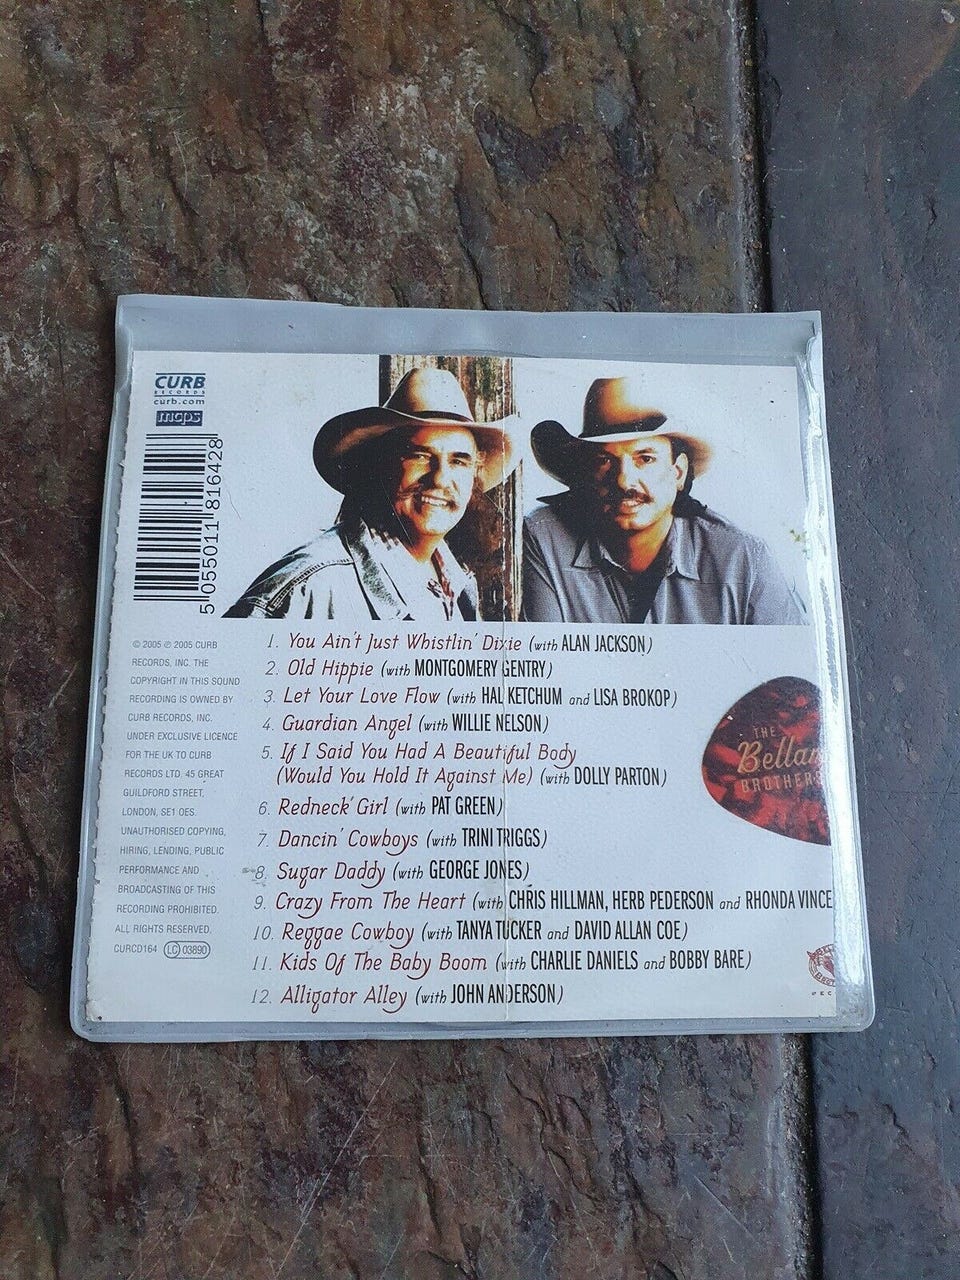 CURB
RECORDS
curb.com
mcps
5 055011 816428
© 2005 ℗ 2005 CURB
RECORDS, INC. THE
COPYRIGHT IN THIS SOUND
RECORDING IS OWNED BY
CURB RECORDS, INC.
UNDER EXCLUSIVE LICENCE
FOR THE UK TO CURB
RECORDS LTD. 45 GREAT
GUILDFORD STREET,
LONDON, SE1 0ES.
UNAUTHORISED COPYING,
HIRING, LENDING, PUBLIC
PERFORMANCE AND
BROADCASTING OF THIS
RECORDING PROHIBITED.
ALL RIGHTS RESERVED.
CURCD164 LC 03890
1. You Ain't Just Whistlin' Dixie (with ALAN JACKSON)
2. Old Hippie (with MONTGOMERY GENTRY)
3. Let Your Love Flow (with HAL KETCHUM and LISA BROKOP)
4. Guardian Angel (with WILLIE NELSON)
5. If I Said You Had A Beautiful Body
(Would You Hold It Against Me) (with DOLLY PARTON)
6. Redneck Girl (with PAT GREEN)
7. Dancin' Cowboys (with TRINI TRIGGS)
8. Sugar Daddy (with GEORGE JONES)
9. Crazy From The Heart (with CHRIS HILLMAN, HERB PEDERSON and RHONDA VINCE
10. Reggae Cowboy (with TANYA TUCKER and DAVID ALLAN COE)
11. Kids Of The Baby Boom (with CHARLIE DANIELS and BOBBY BARE)
12. Alligator Alley (with JOHN ANDERSON)
THE
Bellam
BROTHERS